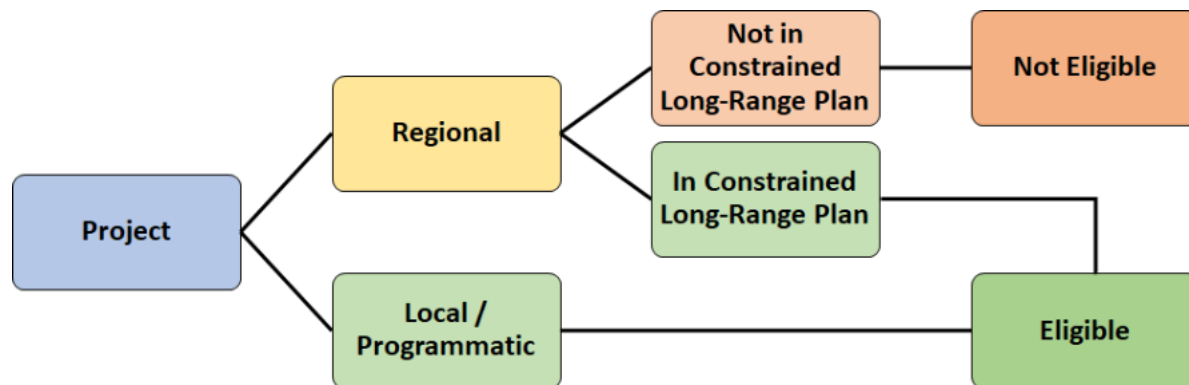 Project
Regional
Local /
Programmatic
Not in
Constrained
Long-Range Plan
In Constrained
Long-Range Plan
Not Eligible
Eligible